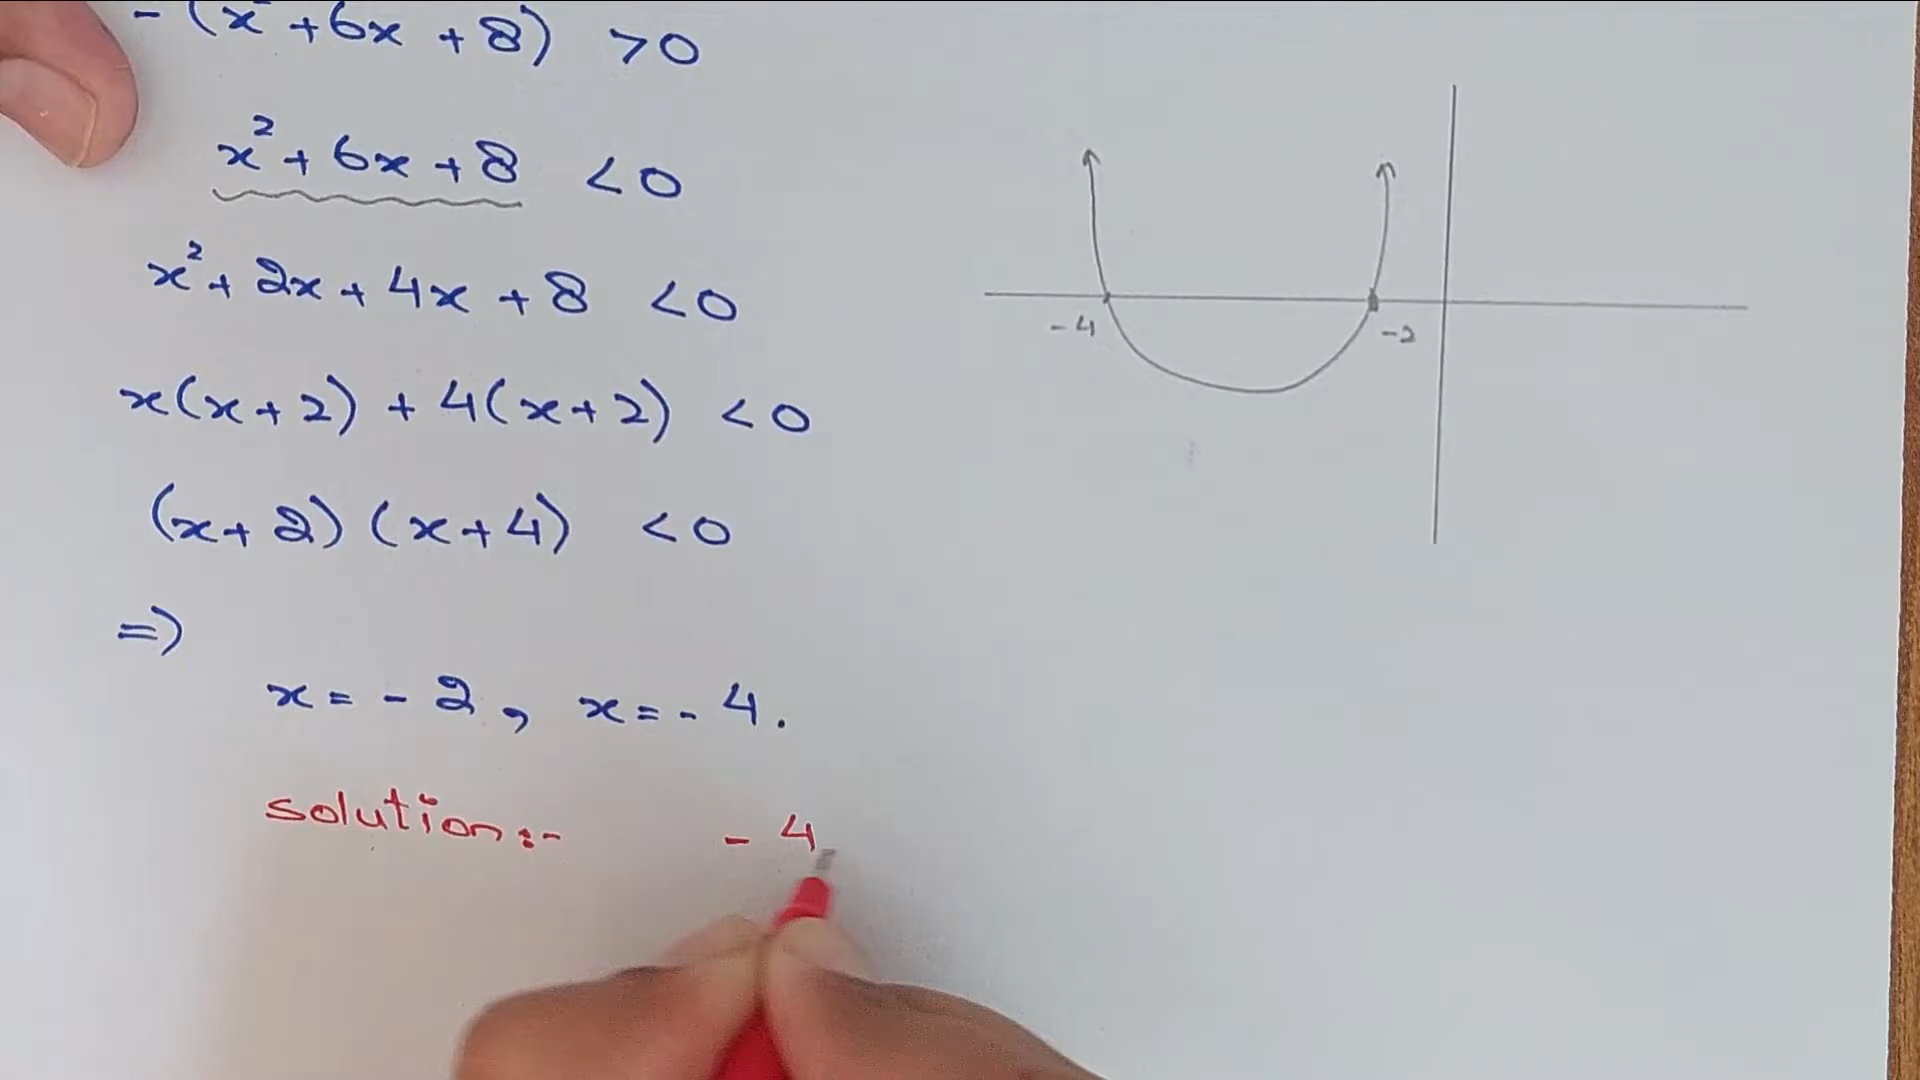 - (x² + 6x + 8) > 0
x² + 6x + 8 < 0
x² + 2x + 4x + 8 < 0
x(x + 2) + 4(x + 2) < 0
(x + 2) (x + 4) < 0
=>
x = - 2 , x = - 4 .
solution:- - 4
- 4 - 2